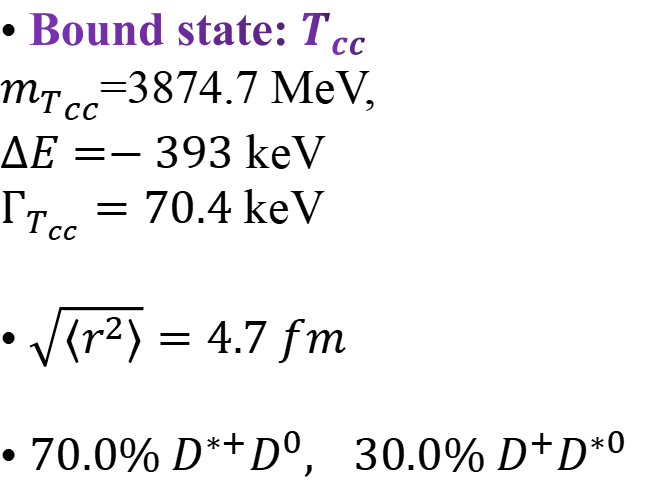 • Bound state: T_cc
m_{T_cc}=3874.7 MeV,
ΔE =− 393 keV
Γ_{T_cc} = 70.4 keV
• √⟨r²⟩ = 4.7 fm
• 70.0% D*⁺D⁰, 30.0% D⁺D*⁰